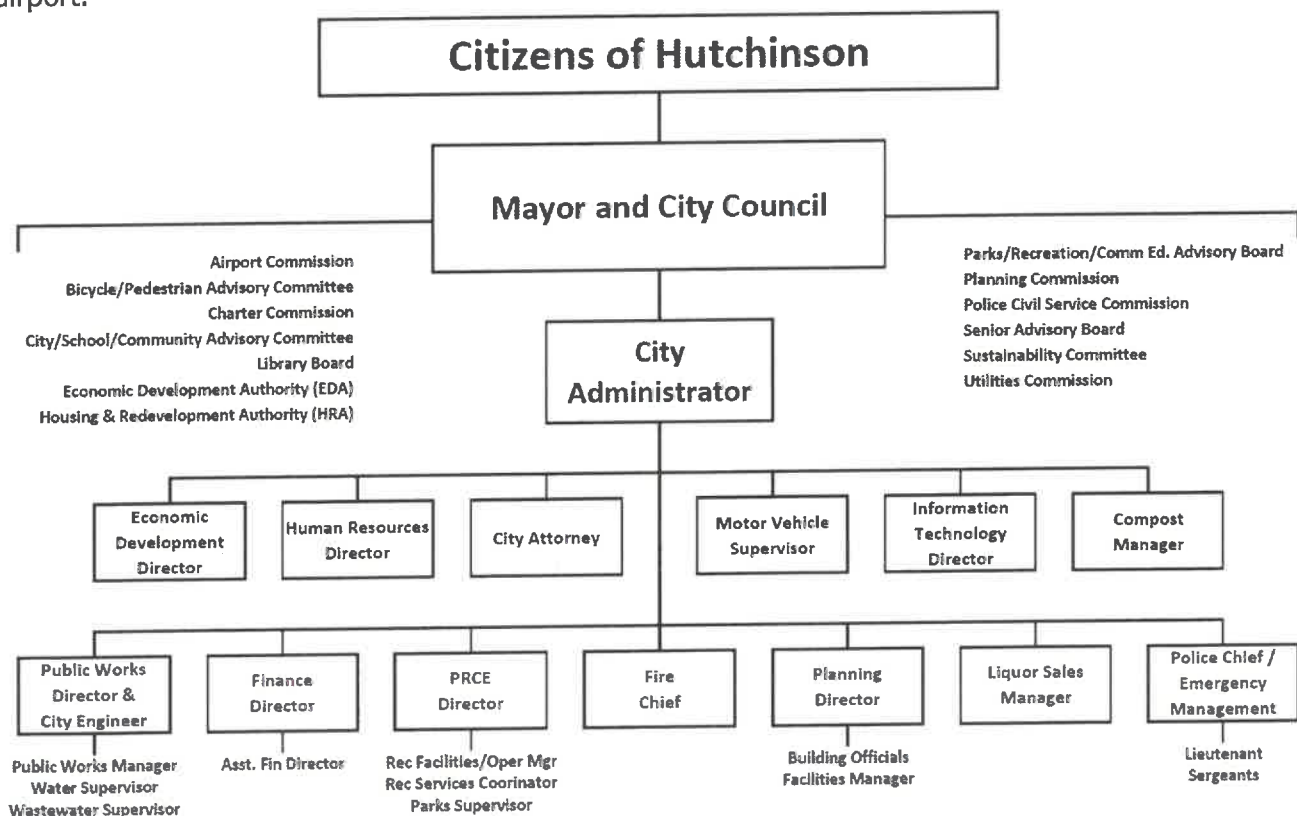 airport.
Citizens of Hutchinson
Mayor and City Council
Airport Commission
Bicycle/Pedestrian Advisory Committee
Charter Commission
City/School/Community Advisory Committee
Library Board
Economic Development Authority (EDA)
Housing & Redevelopment Authority (HRA)
Parks/Recreation/Comm Ed. Advisory Board
Planning Commission
Police Civil Service Commission
Senior Advisory Board
Sustainability Committee
Utilities Commission
City
Administrator
Economic
Development
Director
Human Resources
Director
City Attorney
Motor Vehicle
Supervisor
Information
Technology
Director
Compost
Manager
Public Works
Director &
City Engineer
Finance
Director
PRCE
Director
Fire
Chief
Planning
Director
Liquor Sales
Manager
Police Chief /
Emergency
Management
Public Works Manager
Water Supervisor
Wastewater Supervisor
Asst. Fin Director
Rec Facilities/Oper Mgr
Rec Services Coorinator
Parks Supervisor
Building Officials
Facilities Manager
Lieutenant
Sergeants